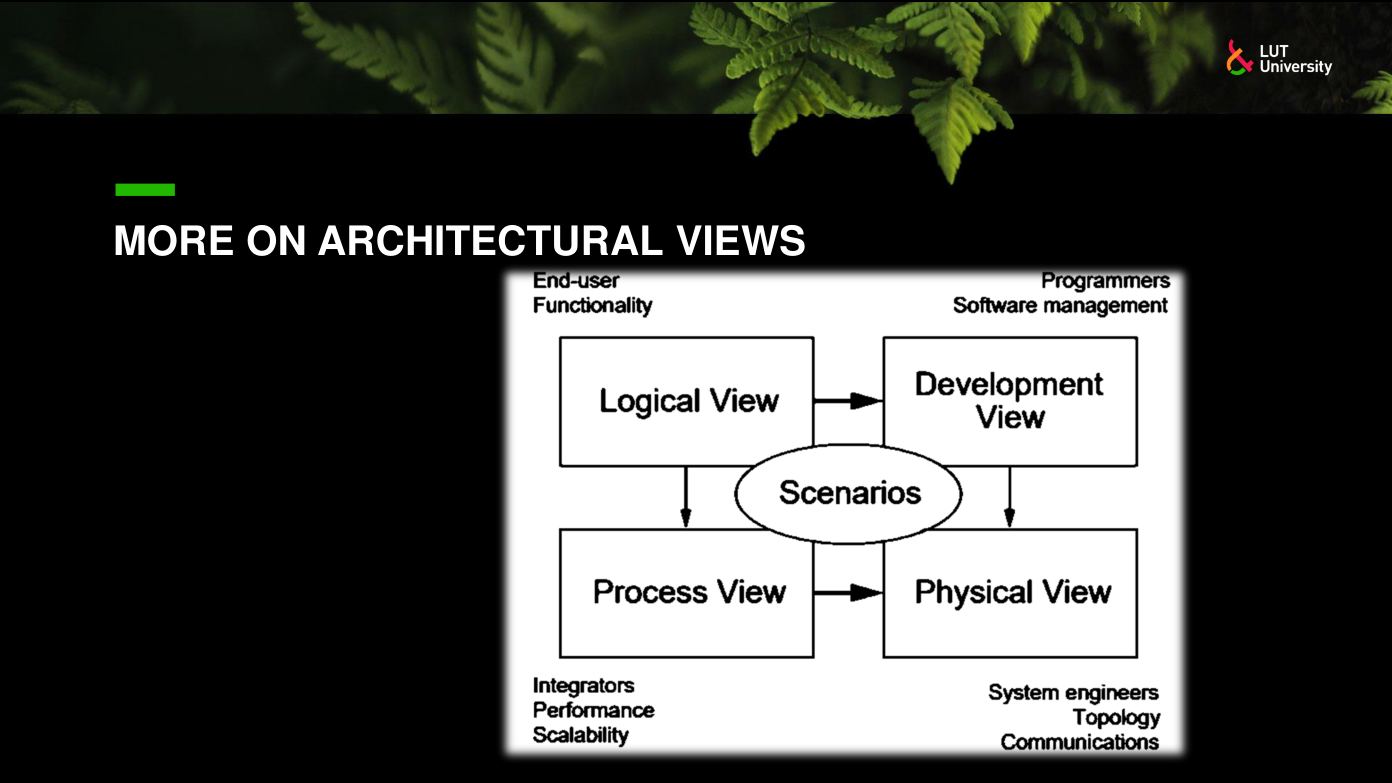 LUT
University
MORE ON ARCHITECTURAL VIEWS
End-user
Functionality
Programmers
Software management
Logical View
Development
View
Scenarios
Process View
Physical View
Integrators
Performance
Scalability
System engineers
Topology
Communications